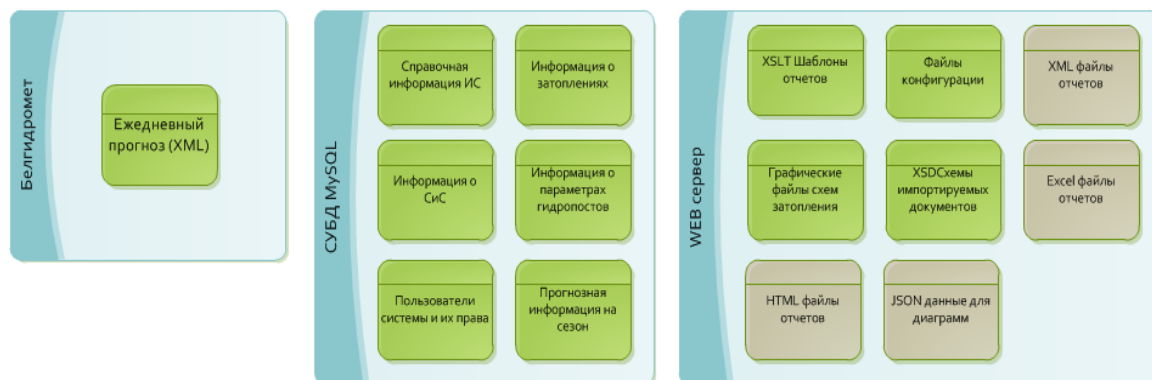 Белгидромет
Ежедневный
прогноз (XML)
СУБД MySQL
Справочная
информация ИС
Информация о
затоплениях
Информация о
СиС
Информация о
параметрах
гидропостов
Пользователи
системы и их права
Прогнозная
информация на
сезон
WEB сервер
XSLT Шаблоны
отчетов
Файлы
конфигурации
XML файлы
отчетов
Графические
файлы схем
затопления
XSDСхемы
импортируемых
документов
Excel файлы
отчетов
HTML файлы
отчетов
JSON данные для
диаграмм